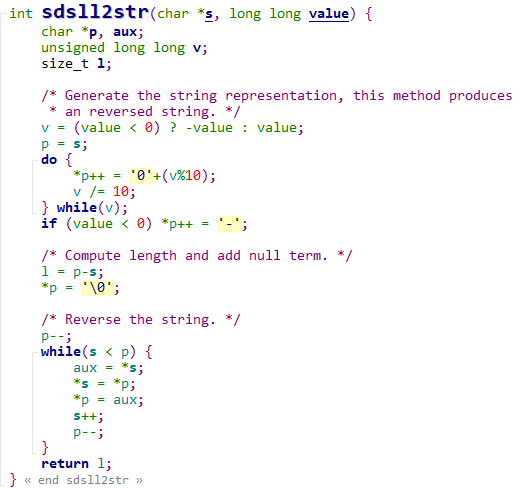 int sdsll2str(char *s, long long value) {
    char *p, aux;
    unsigned long long v;
    size_t l;

    /* Generate the string representation, this method produces
     * an reversed string. */
    v = (value < 0) ? -value : value;
    p = s;
    do {
        *p++ = '0'+(v%10);
        v /= 10;
    } while(v);
    if (value < 0) *p++ = '-';

    /* Compute length and add null term. */
    l = p-s;
    *p = '\0';

    /* Reverse the string. */
    p--;
    while(s < p) {
        aux = *s;
        *s = *p;
        *p = aux;
        s++;
        p--;
    }
    return l;
} « end sdsll2str »